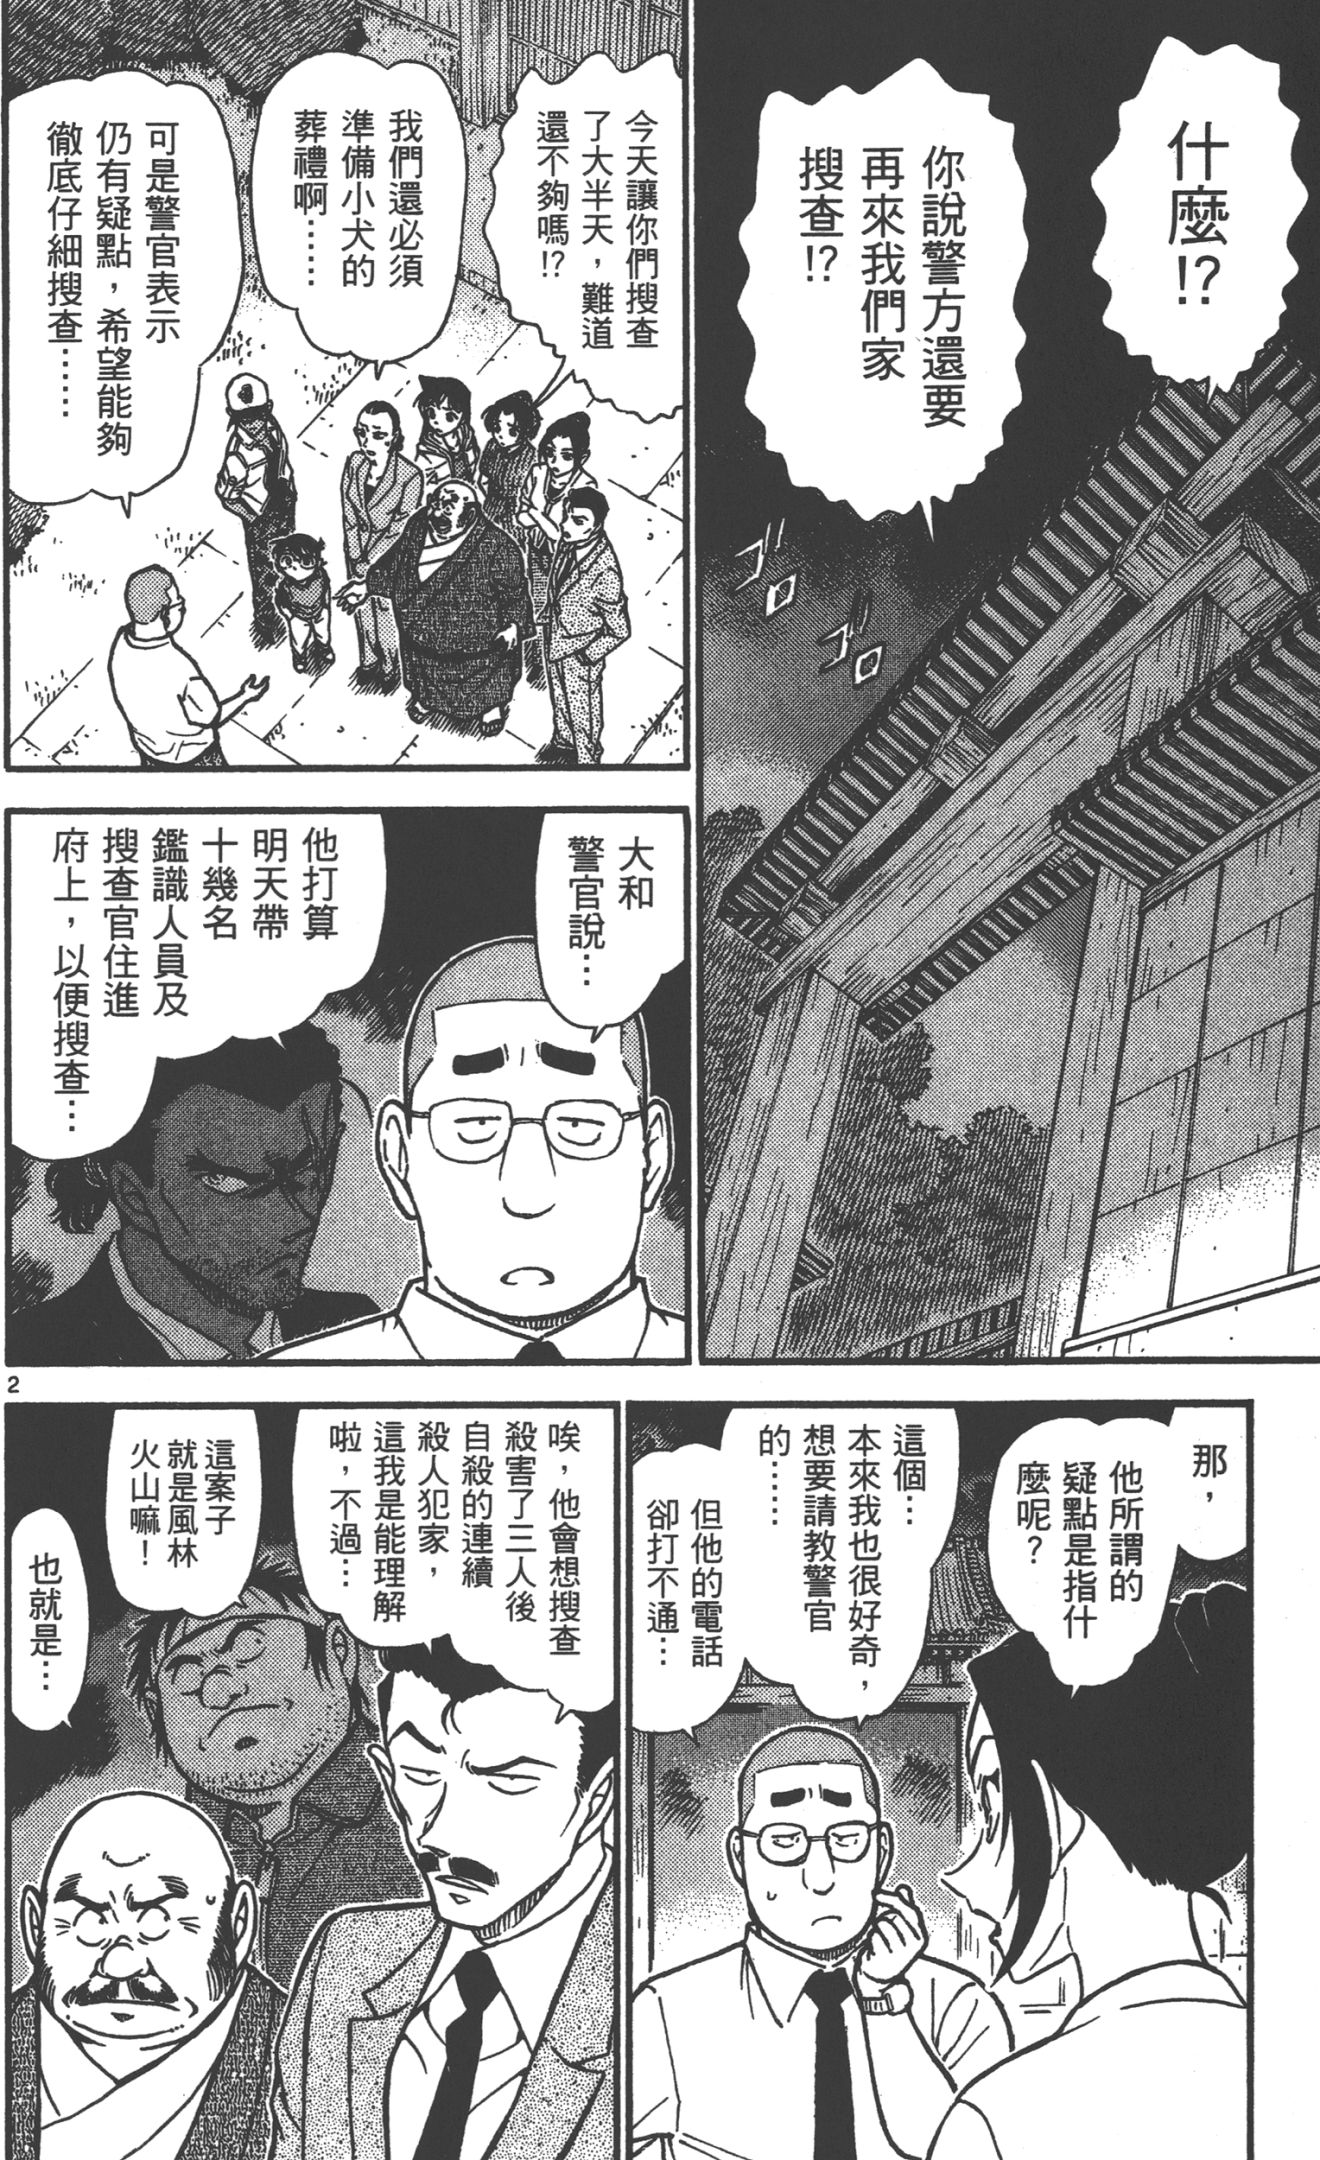 什麼!?
你說警方還要
再來我們家
搜查!?
ゴロ
ゴロ
今天讓你們搜查
了大半天，難道
還不夠嗎!?
我們還必須
準備小犬的
葬禮啊……
可是警官表示
仍有疑點，希望能夠
徹底仔細搜查……
大和
警官說…
他打算
明天帶
十幾名
鑑識人員及
搜查官住進
府上，以便搜查…
2
那，
他所謂的
疑點是指什
麼呢？
這個…
本來我也很好奇，
想要請教警官
的……
但他的電話
卻打不通…
唉，他會想搜查
殺害了三人後
自殺的連續
殺人犯家，
這我是能理解
啦，不過…
這案子
就是風林
火山嘛！
也就是…